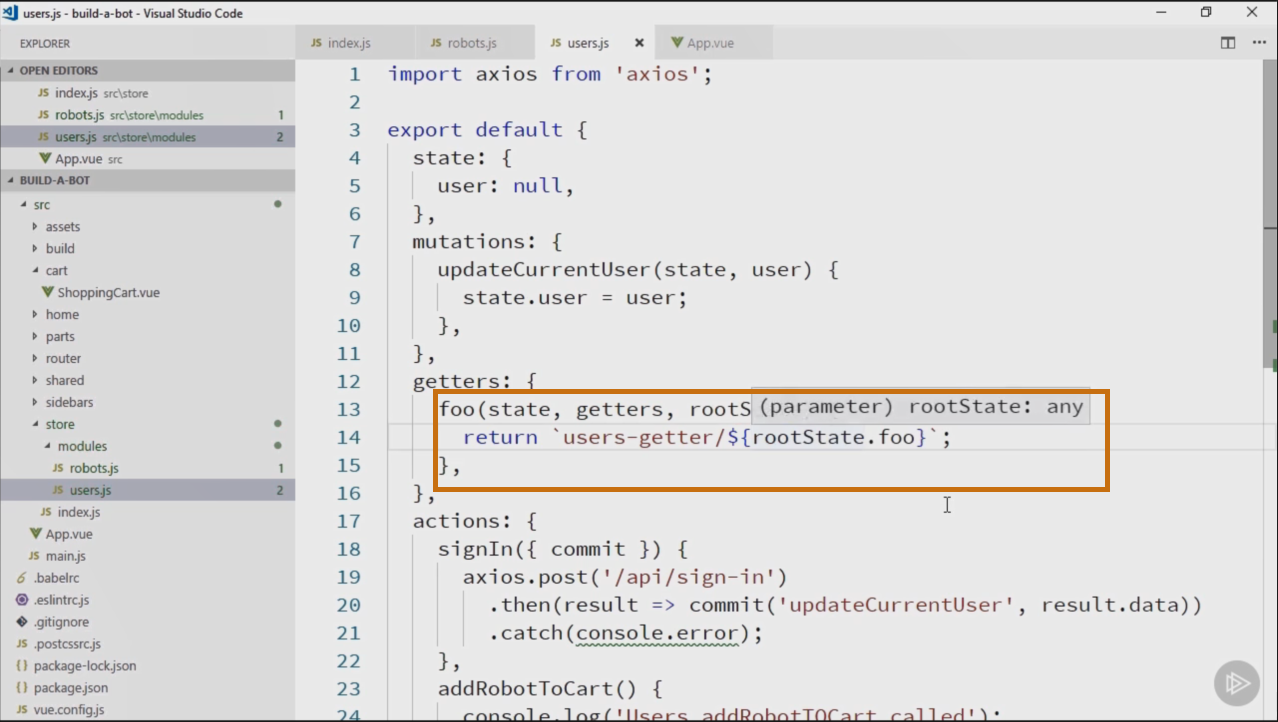 users.js - build-a-bot - Visual Studio Code
EXPLORER
OPEN EDITORS
JS index.js src\store
JS robots.js src\store\modules 1
JS users.js src\store\modules 2
App.vue src
BUILD-A-BOT
src
assets
build
cart
ShoppingCart.vue
home
parts
router
shared
sidebars
store
modules
JS robots.js 1
JS users.js 2
JS index.js
App.vue
JS main.js
.babelrc
.eslintrc.js
.gitignore
JS .postcssrc.js
{} package-lock.json
{} package.json
JS vue.config.js
JS index.js
JS robots.js
JS users.js
App.vue
1 import axios from 'axios';
2
3 export default {
4 state: {
5 user: null,
6 },
7 mutations: {
8 updateCurrentUser(state, user) {
9 state.user = user;
10 },
11 },
12 getters: {
13 foo(state, getters, rootS
(parameter) rootState: any
14 return `users-getter/${rootState.foo}`;
15 },
16 },
17 actions: {
18 signIn({ commit }) {
19 axios.post('/api/sign-in')
20 .then(result => commit('updateCurrentUser', result.data))
21 .catch(console.error);
22 },
23 addRobotToCart() {
24 console.log('Users addRobotTOCart called');